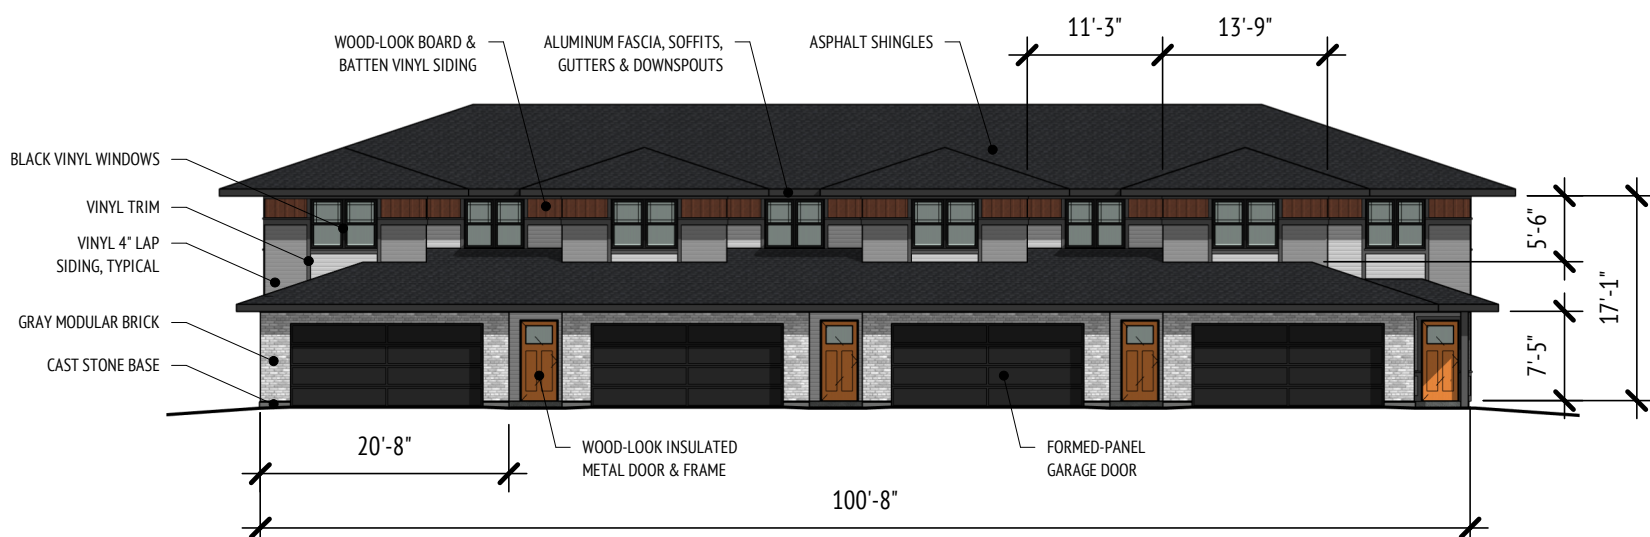 WOOD-LOOK BOARD &
BATTEN VINYL SIDING
ALUMINUM FASCIA, SOFFITS,
GUTTERS & DOWNSPOUTS
ASPHALT SHINGLES
11'-3"
13'-9"
BLACK VINYL WINDOWS
VINYL TRIM
VINYL 4" LAP
SIDING, TYPICAL
GRAY MODULAR BRICK
CAST STONE BASE
5'-6"
17'-1"
7'-5"
20'-8"
WOOD-LOOK INSULATED
METAL DOOR & FRAME
FORMED-PANEL
GARAGE DOOR
100'-8"